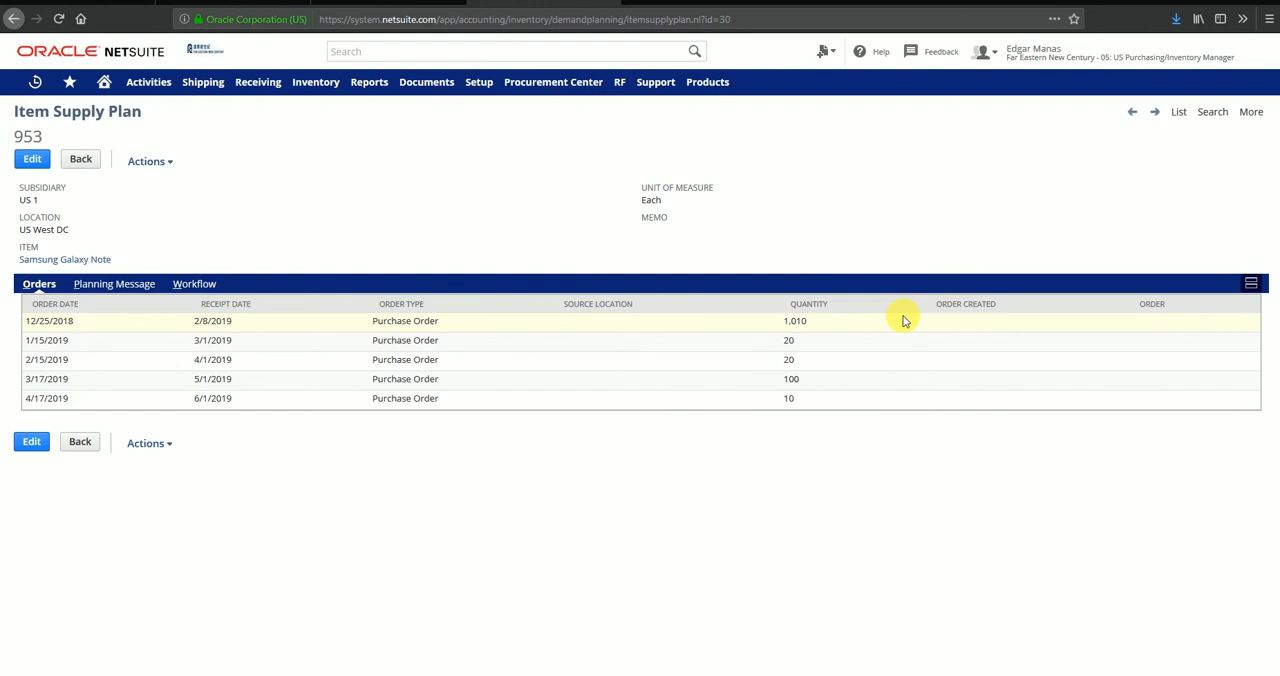 Oracle Corporation (US) https://system.netsuite.com/app/accounting/inventory/demandplanning/itemsupplyplan.nl?id=30
ORACLE NETSUITE
Search
Help
Feedback
Edgar Manas
Far Eastern New Century - 05: US Purchasing/Inventory Manager
Activities Shipping Receiving Inventory Reports Documents Setup Procurement Center RF Support Products
Item Supply Plan
List Search More
953
Edit Back Actions
SUBSIDIARY
US 1
LOCATION
US West DC
ITEM
Samsung Galaxy Note
UNIT OF MEASURE
Each
MEMO
Orders Planning Message Workflow
ORDER DATE RECEIPT DATE ORDER TYPE SOURCE LOCATION QUANTITY ORDER CREATED ORDER
12/25/2018 2/8/2019 Purchase Order 1,010
1/15/2019 3/1/2019 Purchase Order 20
2/15/2019 4/1/2019 Purchase Order 20
3/17/2019 5/1/2019 Purchase Order 100
4/17/2019 6/1/2019 Purchase Order 10
Edit Back Actions